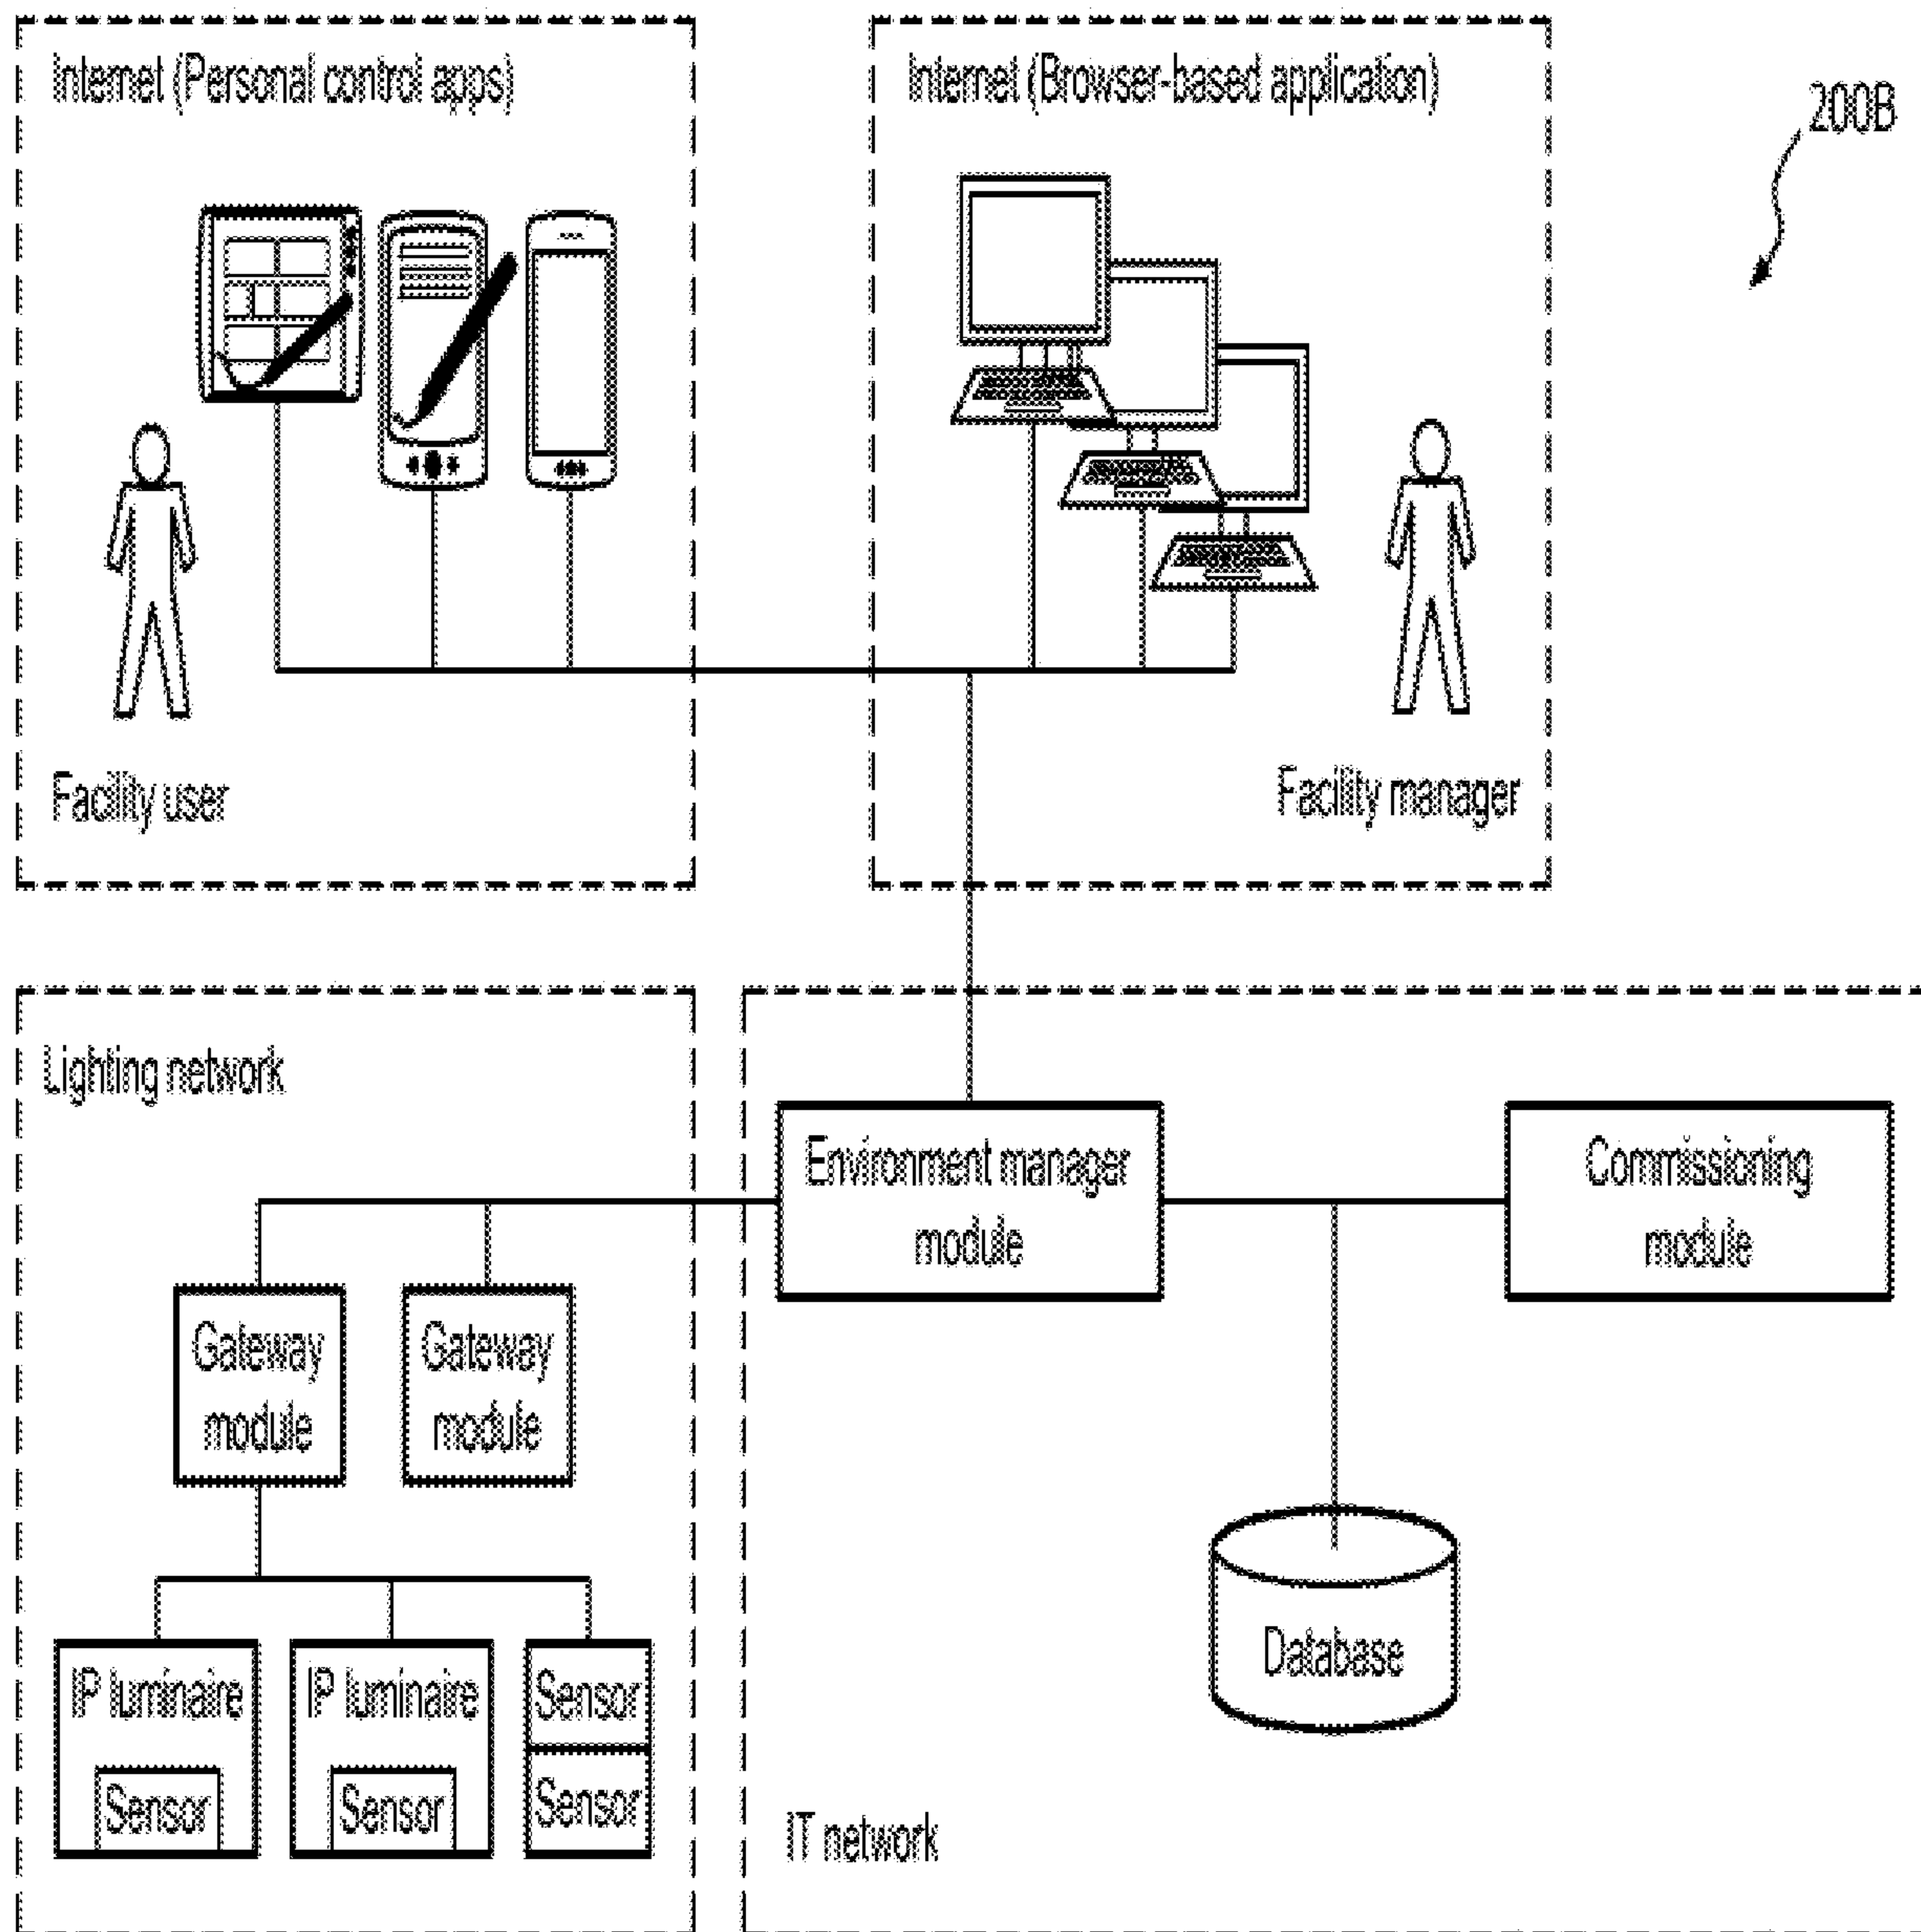 Internet (Personal control apps)
Internet (Browser-based application)
200B
Facility user
Facility manager
Lighting network
Environment manager
module
Commissioning
module
Gateway
module
Gateway
module
Database
IP luminaire
Sensor
IP luminaire
Sensor
Sensor
Sensor
IT network